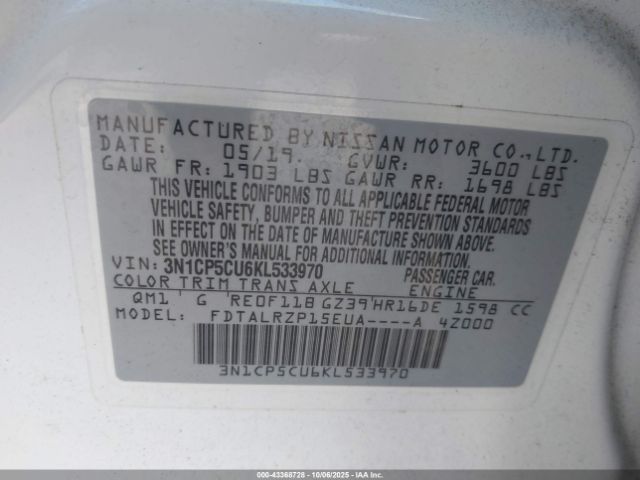 MANUFACTURED BY NISSAN MOTOR CO., LTD.
DATE: 05/19. GVWR: 3600 LBS
GAWR FR: 1903 LBS GAWR RR: 1698 LBS
THIS VEHICLE CONFORMS TO ALL APPLICABLE FEDERAL MOTOR
VEHICLE SAFETY, BUMPER AND THEFT PREVENTION STANDARDS
IN EFFECT ON THE DATE OF MANUFACTURE SHOWN ABOVE.
SEE OWNER'S MANUAL FOR ADDITIONAL INFORMATION
VIN: 3N1CP5CU6KL533970 PASSENGER CAR.
COLOR TRIM TRANS AXLE ENGINE
QM1 G RE0F11B GZ39 HR16DE 1598 CC
MODEL: FDTALRZP15EUA----A 4Z000
3N1CP5CU6KL533970
000-43368728 - 10/06/2025 - IAAI.COM